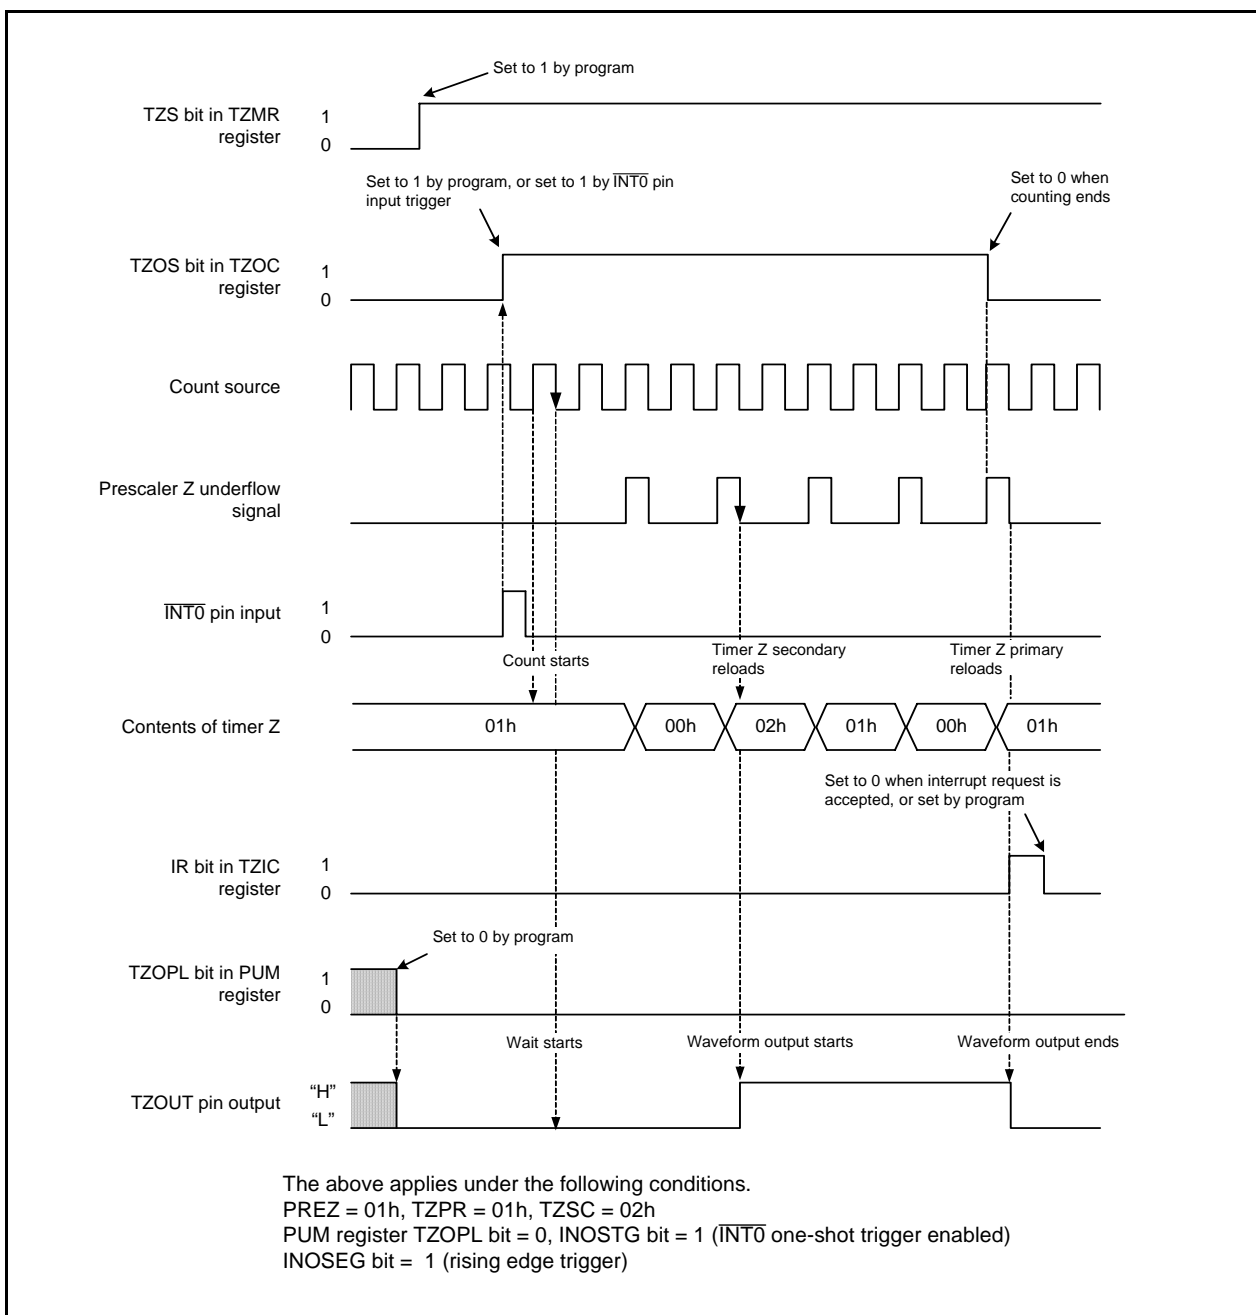 Set to 1 by program
TZS bit in TZMR
register
1
0
Set to 1 by program, or set to 1 by INT0 pin
input trigger
Set to 0 when
counting ends
TZOS bit in TZOC
register
1
0
Count source
Prescaler Z underflow
signal
INT0 pin input
1
0
Count starts
Timer Z secondary
reloads
Timer Z primary
reloads
Contents of timer Z
01h
00h
02h
01h
00h
01h
Set to 0 when interrupt request is
accepted, or set by program
IR bit in TZIC
register
1
0
Set to 0 by program
TZOPL bit in PUM
register
1
0
Wait starts
Waveform output starts
Waveform output ends
TZOUT pin output
“H”
“L”
The above applies under the following conditions.
PREZ = 01h, TZPR = 01h, TZSC = 02h
PUM register TZOPL bit = 0, INOSTG bit = 1 (INT0 one-shot trigger enabled)
INOSEG bit =  1 (rising edge trigger)